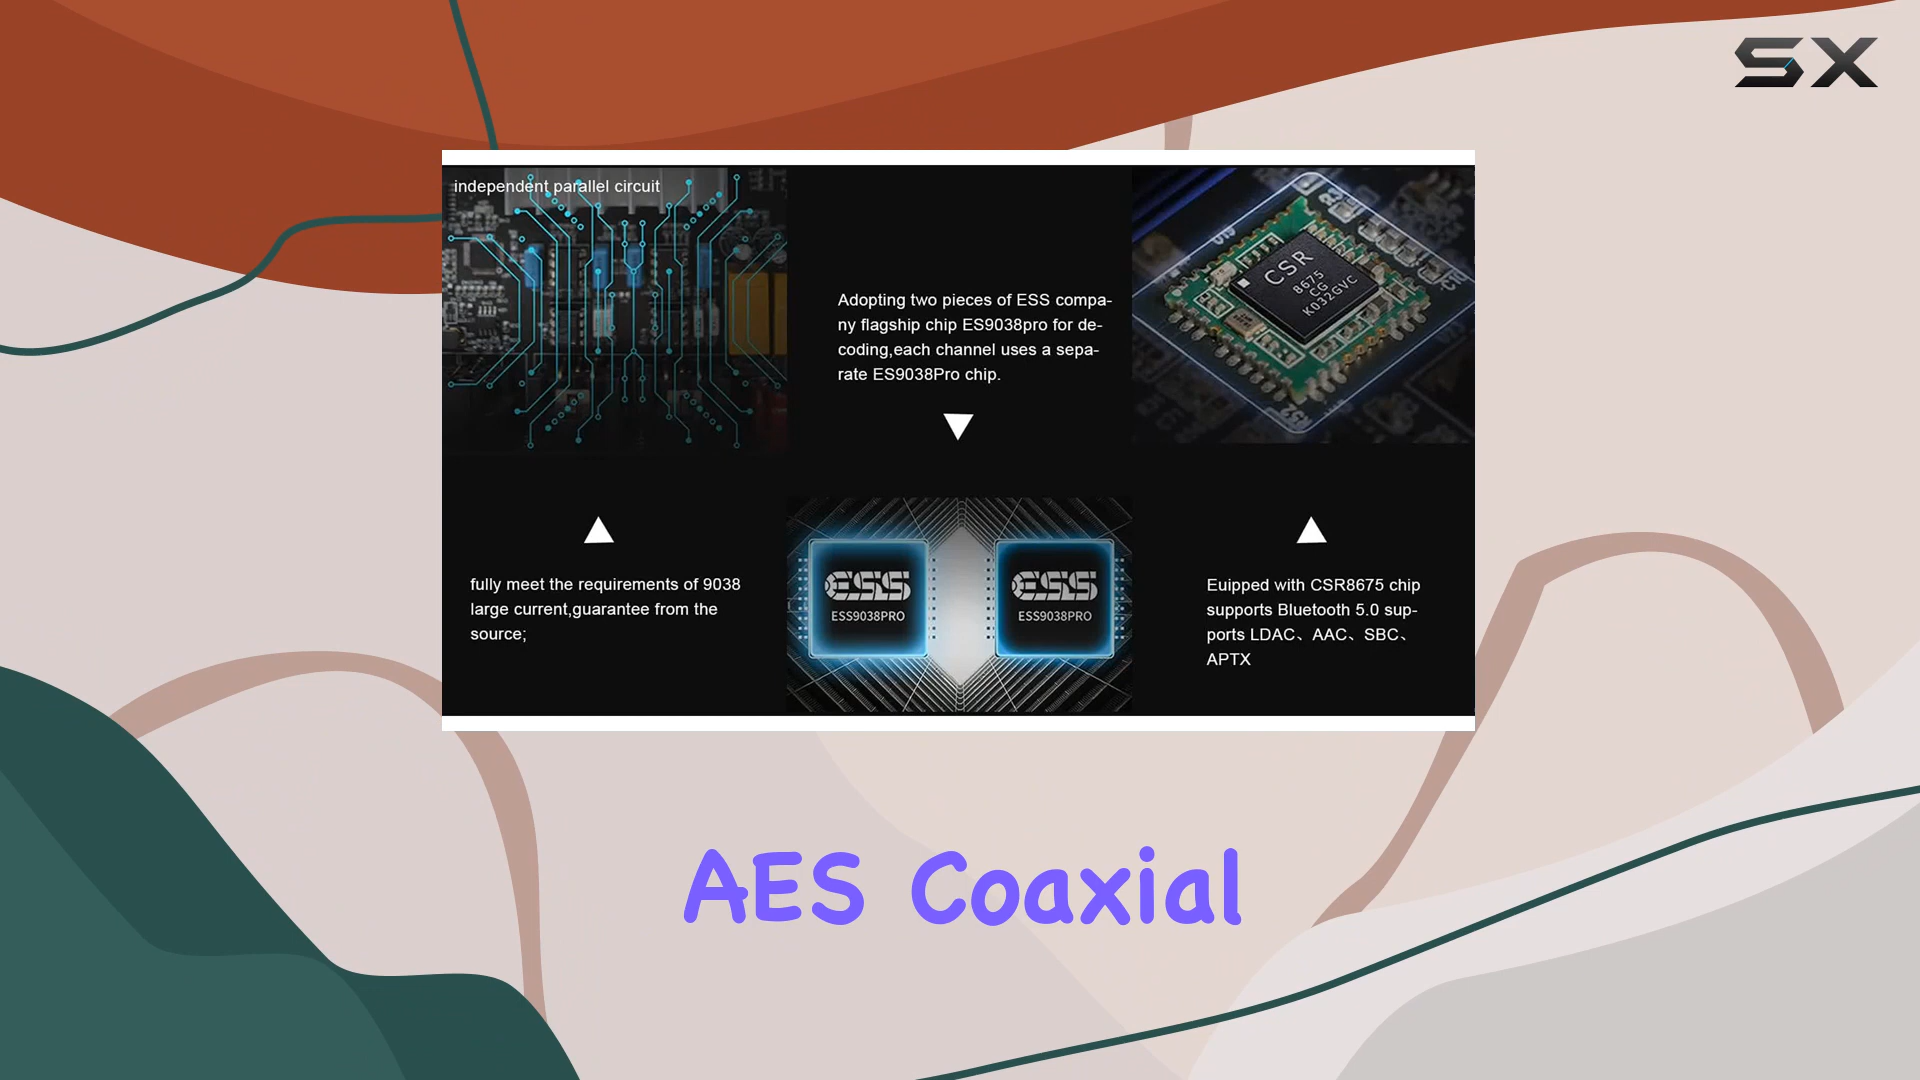 SX
independent parallel circuit
fully meet the requirements of 9038
large current,guarantee from the
source;
Adopting two pieces of ESS compa-
ny flagship chip ES9038pro for de-
coding,each channel uses a sepa-
rate ES9038Pro chip.
ESS
ESS9038PRO
ESS
ESS9038PRO
CSR
8675
CG
K032GVC
Euipped with CSR8675 chip
supports Bluetooth 5.0 sup-
ports LDAC、AAC、SBC、
APTX
AES Coaxial